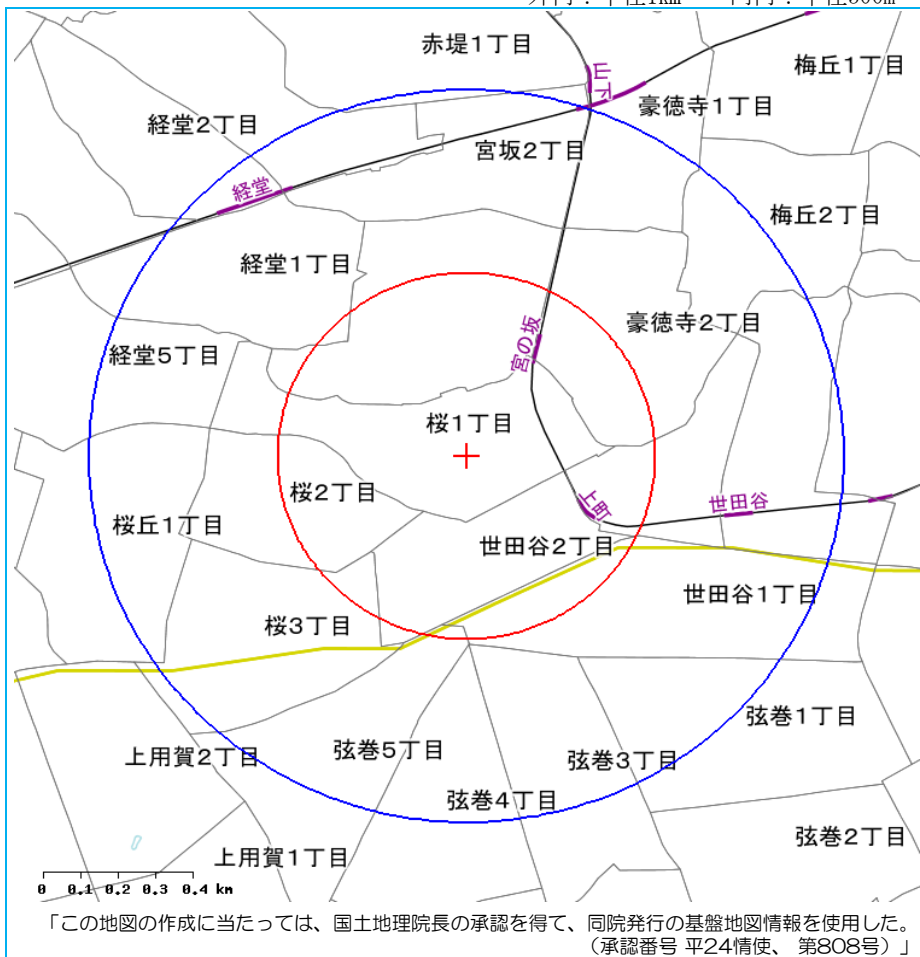 赤堤1丁目
梅丘1丁目
山下
豪徳寺1丁目
経堂2丁目
宮坂2丁目
経堂
梅丘2丁目
経堂1丁目
豪徳寺2丁目
宮の坂
経堂5丁目
桜1丁目
桜2丁目
上町
世田谷
桜丘1丁目
世田谷2丁目
世田谷1丁目
桜3丁目
弦巻1丁目
弦巻5丁目
上用賀2丁目
弦巻3丁目
弦巻4丁目
弦巻2丁目
上用賀1丁目
0 0.1 0.2 0.3 0.4 km
「この地図の作成に当たっては、国土地理院長の承認を得て、同院発行の基盤地図情報を使用した。
（承認番号 平24情使、 第808号）」